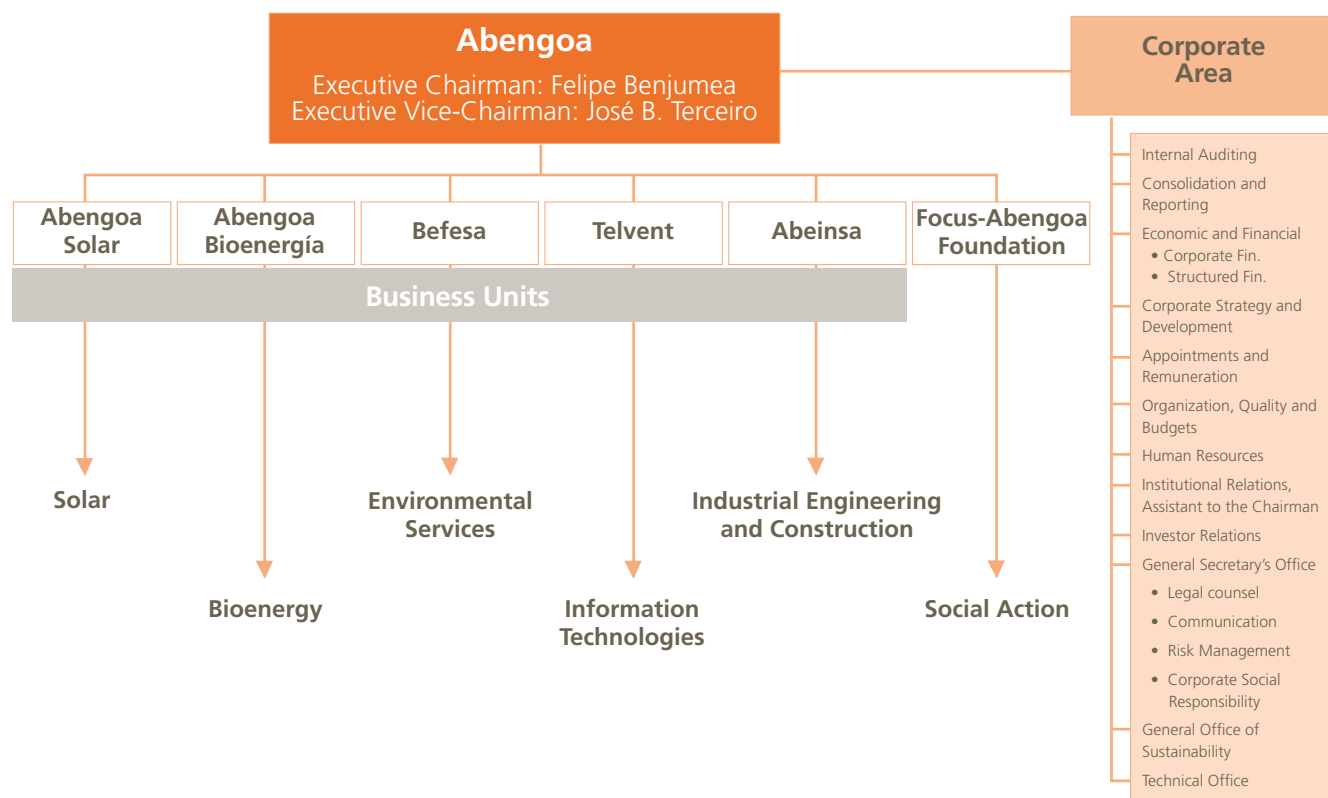 Abengoa
Executive Chairman: Felipe Benjumea
Executive Vice-Chairman: José B. Terceiro
Corporate
Area
Abengoa
Solar
Abengoa
Bioenergía
Befesa
Telvent
Abeinsa
Focus-Abengoa
Foundation
Business Units
Solar
Bioenergy
Environmental
Services
Information
Technologies
Industrial Engineering
and Construction
Social Action
Internal Auditing
Consolidation and
Reporting
Economic and Financial
• Corporate Fin.
• Structured Fin.
Corporate Strategy and
Development
Appointments and
Remuneration
Organization, Quality and
Budgets
Human Resources
Institutional Relations,
Assistant to the Chairman
Investor Relations
General Secretary’s Office
• Legal counsel
• Communication
• Risk Management
• Corporate Social
Responsibility
General Office of
Sustainability
Technical Office